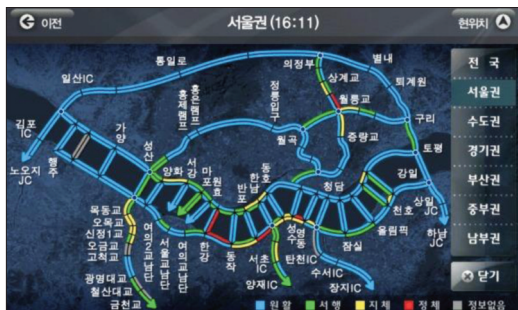 이전
서울권(16:11)
현위치
전 국
서울권
수도권
경기권
부산권
중부권
남부권
닫기
통일로
의정부
별내
일산IC
상계교
퇴계원
홍제램프
홍은램프
정릉입구
월릉교
구리
김포IC
가양
성산
월곡
중랑교
토평
노오지JC
행주
양화
서강
마포
원효
반포
한남
동호
청담
강일
목동교
오목교
신정1교
오금교
고척교
여의2교남단
서울교남단
여의교남단
한강
동작
서초IC
성수
영동
탄천IC
잠실
올림픽
천호
상일JC
하남JC
광명대교
철산대교
금천교
양재IC
수서IC
장지IC
원활
서행
지체
정체
정보없음